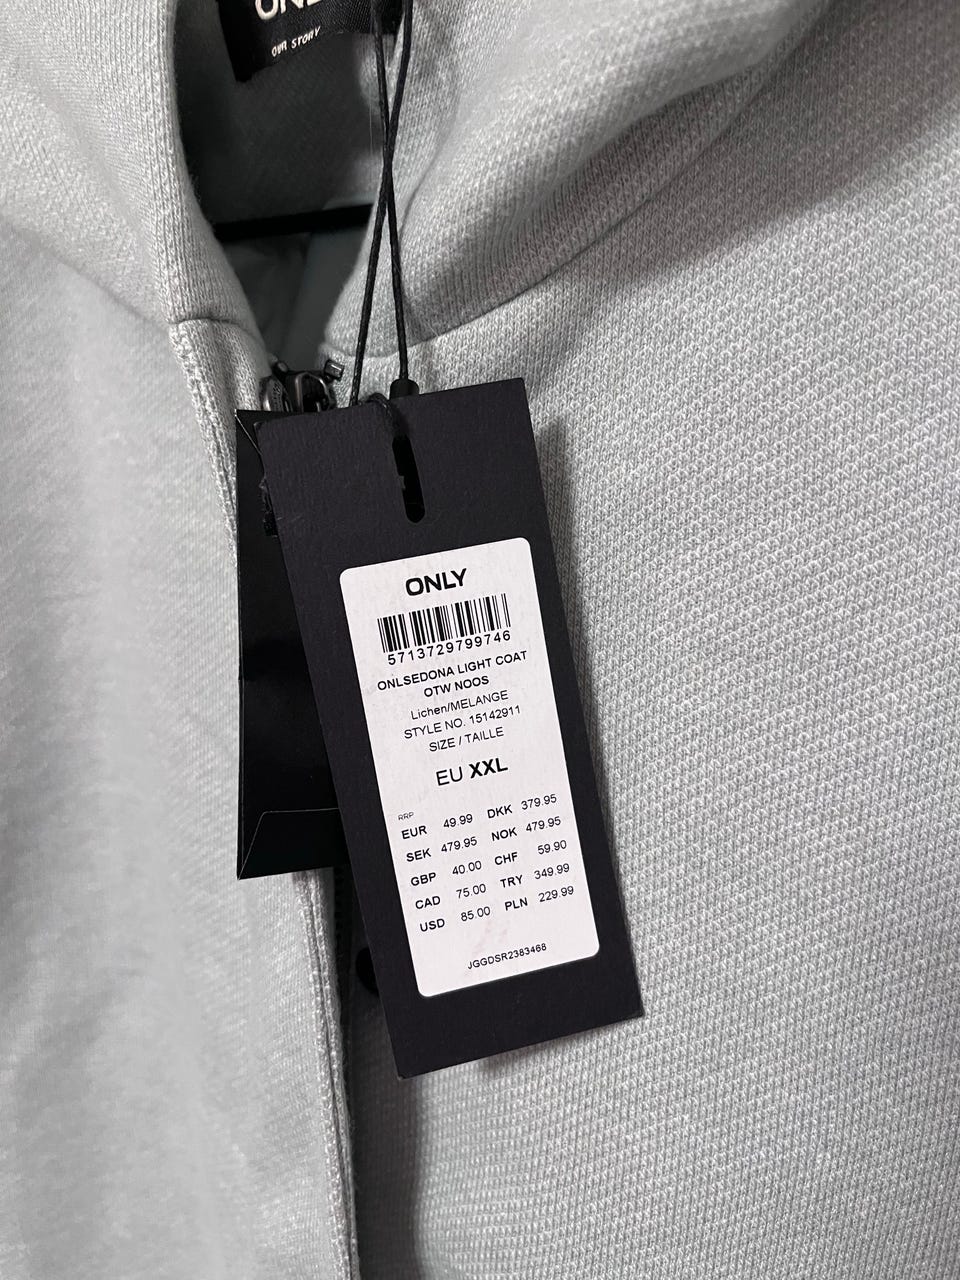 OUR STORY
ONLY
5713729799746
ONLSEDONA LIGHT COAT
OTW NOOS
Lichen/MELANGE
STYLE NO. 15142911
SIZE / TAILLE
EU XXL
RRP
EUR 49.99 DKK 379.95
SEK 479.95 NOK 479.95
GBP 40.00 CHF 59.90
CAD 75.00 TRY 349.99
USD 85.00 PLN 229.99
JGGDSR2383468